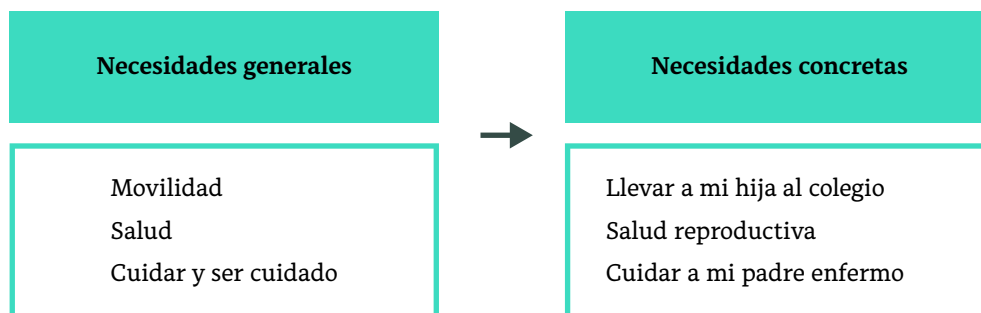 Necesidades generales
Necesidades concretas
Movilidad
Salud
Cuidar y ser cuidado
Llevar a mi hija al colegio
Salud reproductiva
Cuidar a mi padre enfermo